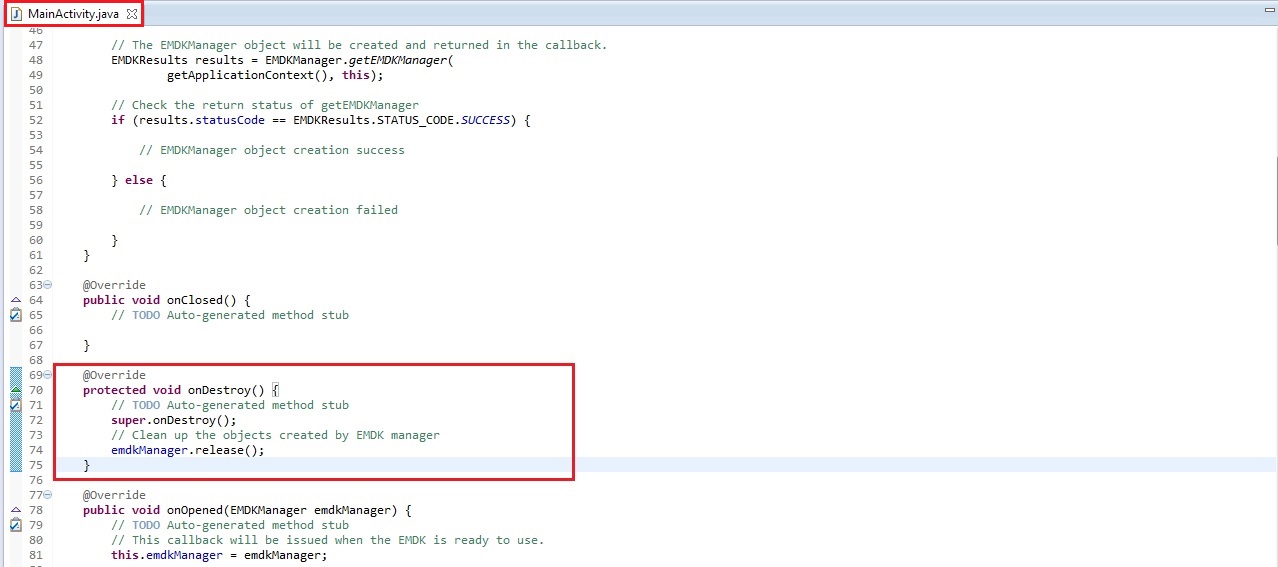 MainActivity.java
46
47 // The EMDKManager object will be created and returned in the callback.
48 EMDKResults results = EMDKManager.getEMDKManager(
49 getApplicationContext(), this);
50
51 // Check the return status of getEMDKManager
52 if (results.statusCode == EMDKResults.STATUS_CODE.SUCCESS) {
53
54 // EMDKManager object creation success
55
56 } else {
57
58 // EMDKManager object creation failed
59
60 }
61 }
62
63 @Override
64 public void onClosed() {
65 // TODO Auto-generated method stub
66
67 }
68
69 @Override
70 protected void onDestroy() {
71 // TODO Auto-generated method stub
72 super.onDestroy();
73 // Clean up the objects created by EMDK manager
74 emdkManager.release();
75 }
76
77 @Override
78 public void onOpened(EMDKManager emdkManager) {
79 // TODO Auto-generated method stub
80 // This callback will be issued when the EMDK is ready to use.
81 this.emdkManager = emdkManager;